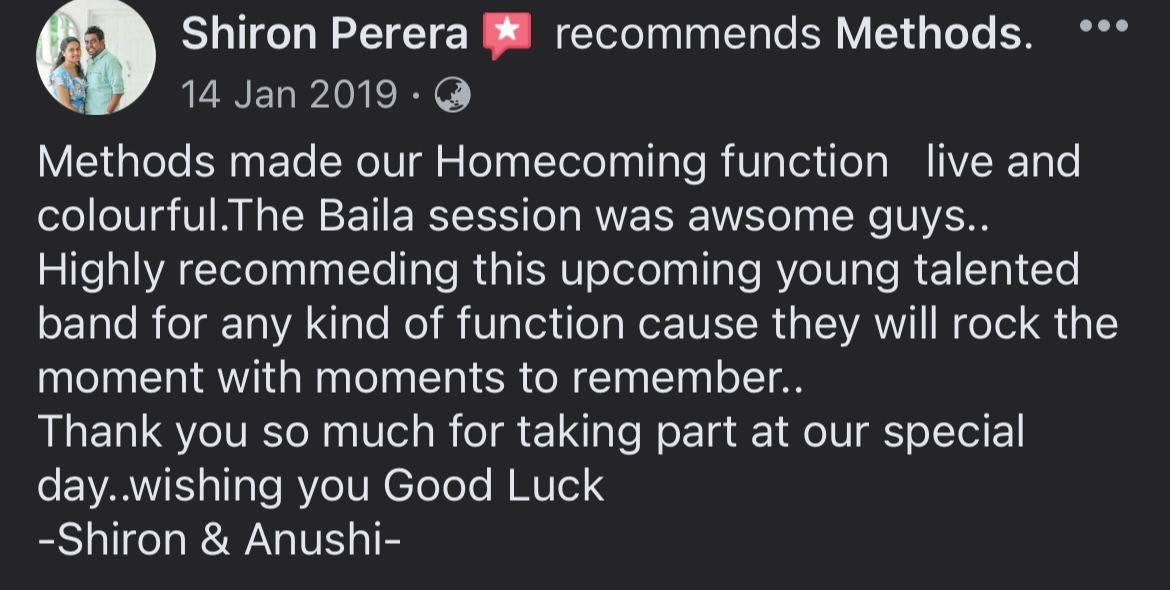 Shiron Perera recommends Methods.
14 Jan 2019 ·
Methods made our Homecoming function live and
colourful.The Baila session was awsome guys..
Highly recommeding this upcoming young talented
band for any kind of function cause they will rock the
moment with moments to remember..
Thank you so much for taking part at our special
day..wishing you Good Luck
-Shiron & Anushi-